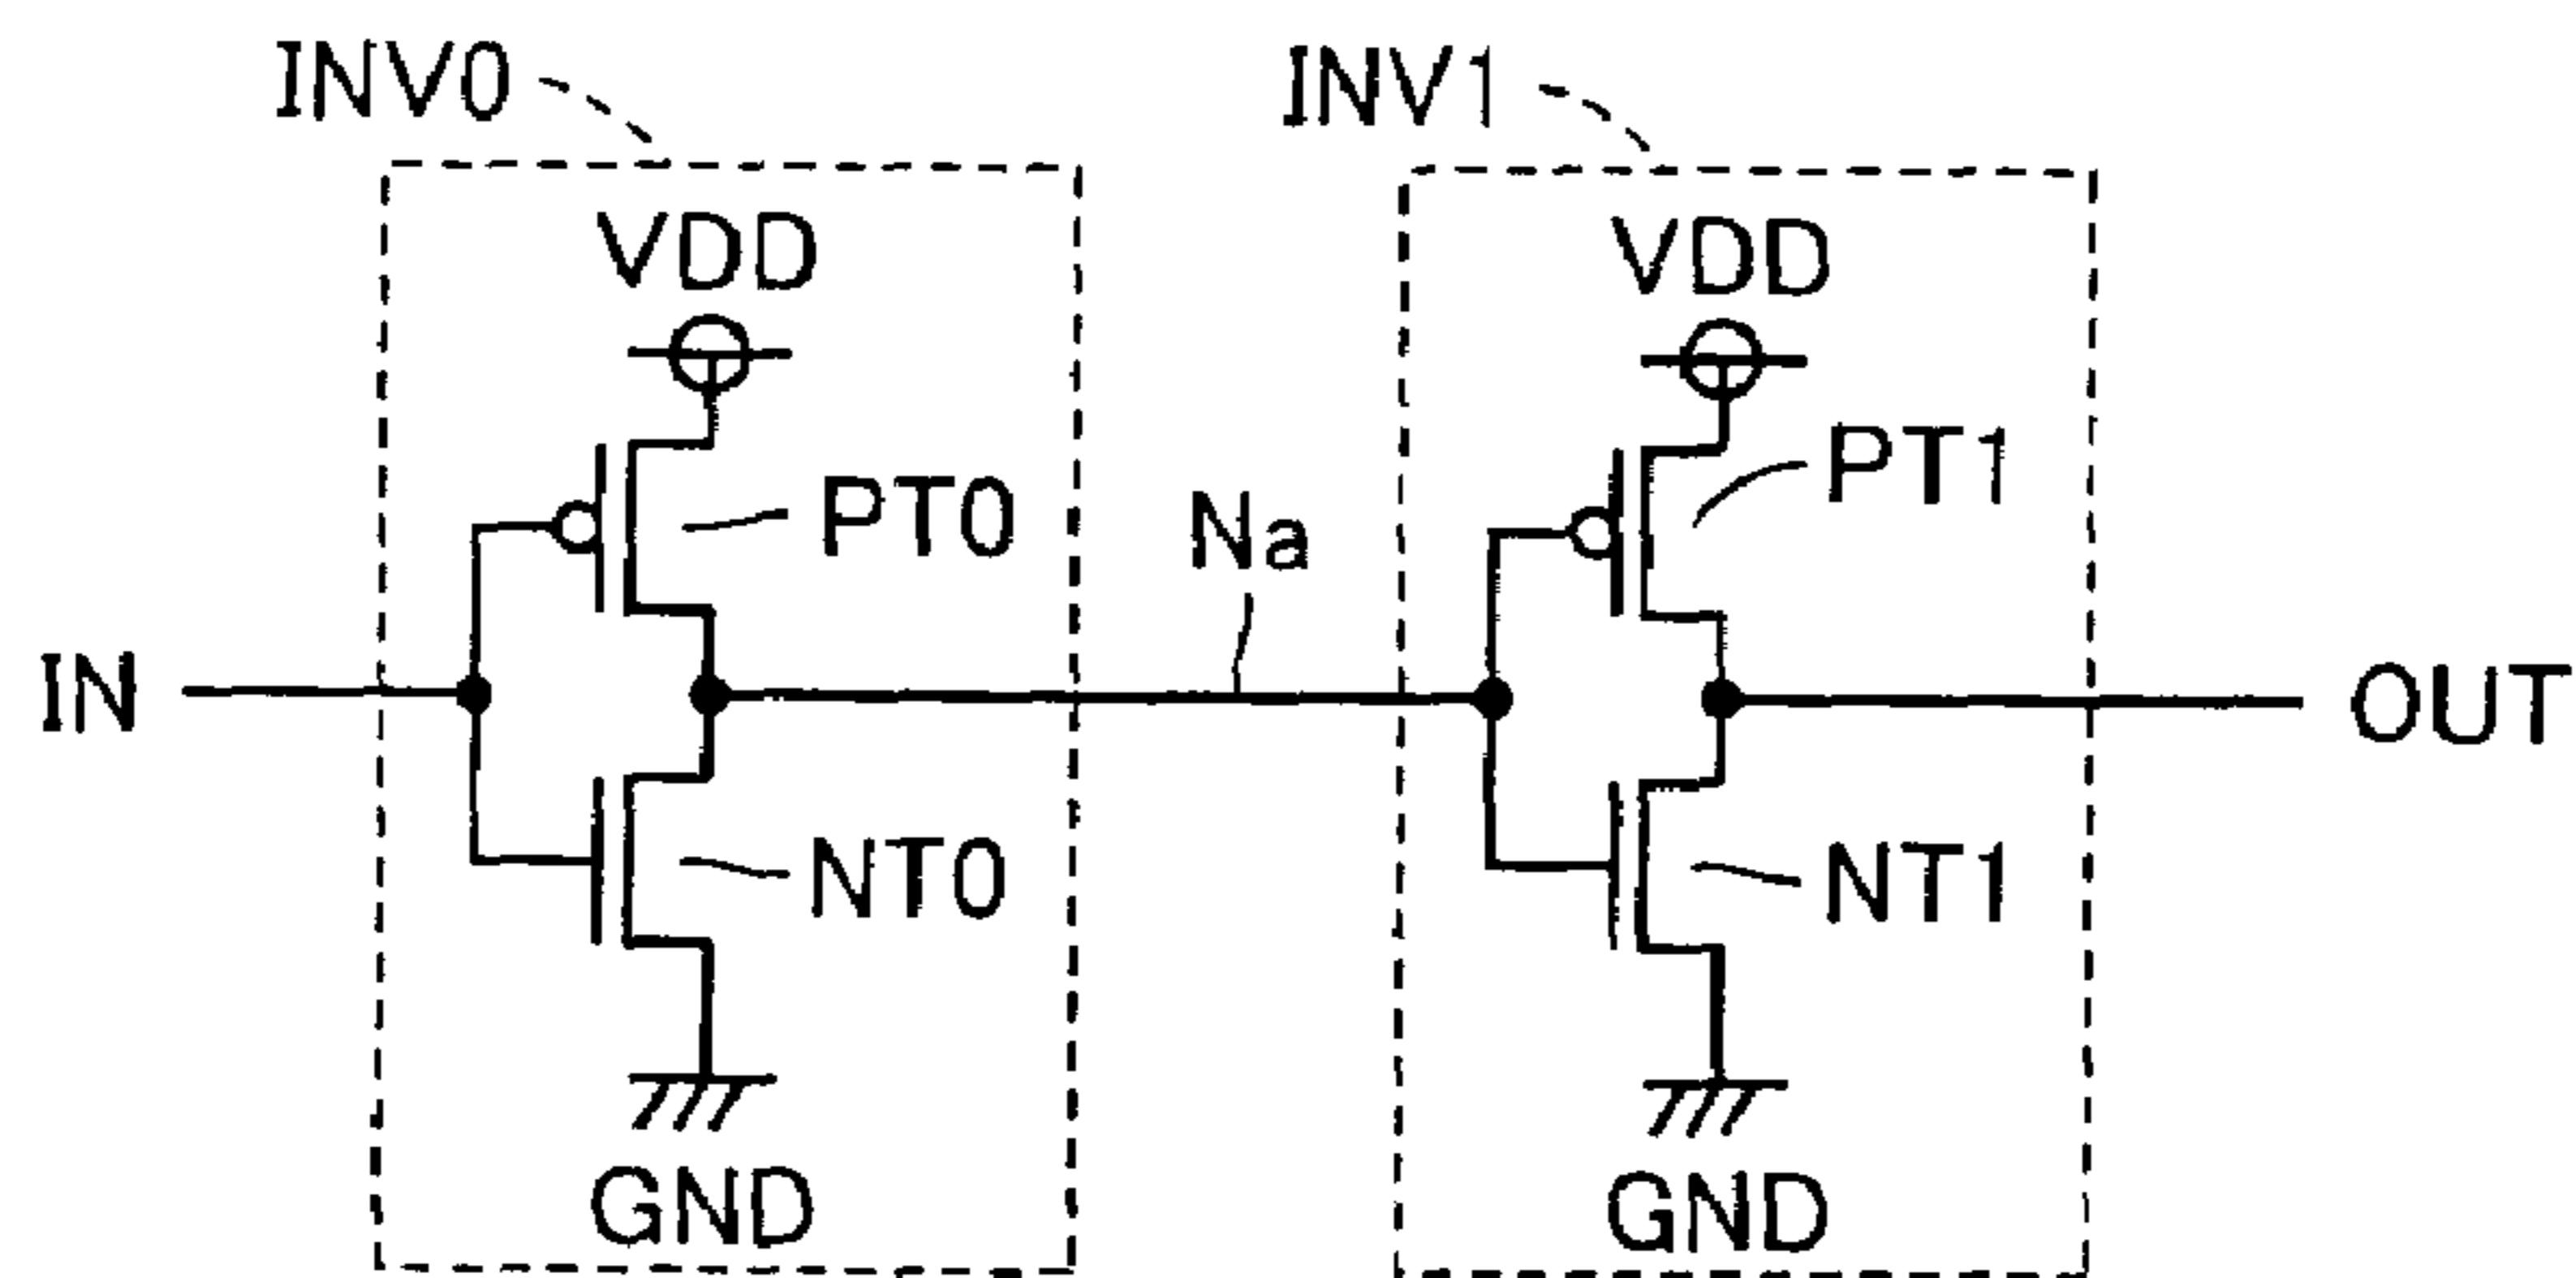 INV0
INV1
VDD
VDD
PT0
PT1
Na
IN
OUT
NT0
NT1
GND
GND